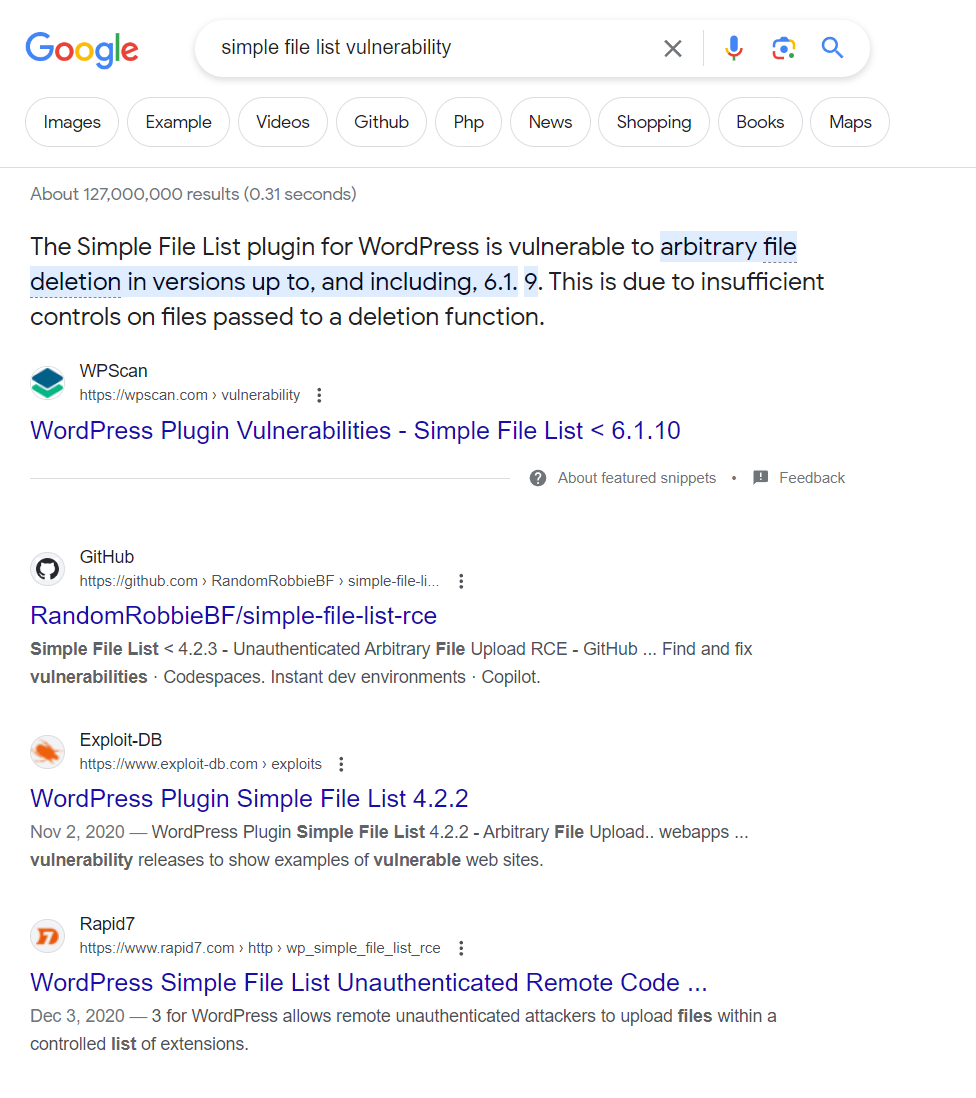 Google
simple file list vulnerability
Images Example Videos Github Php News Shopping Books Maps
About 127,000,000 results (0.31 seconds)
The Simple File List plugin for WordPress is vulnerable to arbitrary file
deletion in versions up to, and including, 6.1. 9. This is due to insufficient
controls on files passed to a deletion function.
WPScan
https://wpscan.com › vulnerability
WordPress Plugin Vulnerabilities - Simple File List < 6.1.10
About featured snippets • Feedback
GitHub
https://github.com › RandomRobbieBF › simple-file-li...
RandomRobbieBF/simple-file-list-rce
Simple File List < 4.2.3 - Unauthenticated Arbitrary File Upload RCE - GitHub ... Find and fix
vulnerabilities · Codespaces. Instant dev environments · Copilot.
Exploit-DB
https://www.exploit-db.com › exploits
WordPress Plugin Simple File List 4.2.2
Nov 2, 2020 — WordPress Plugin Simple File List 4.2.2 - Arbitrary File Upload.. webapps ...
vulnerability releases to show examples of vulnerable web sites.
Rapid7
https://www.rapid7.com › http › wp_simple_file_list_rce
WordPress Simple File List Unauthenticated Remote Code ...
Dec 3, 2020 — 3 for WordPress allows remote unauthenticated attackers to upload files within a
controlled list of extensions.